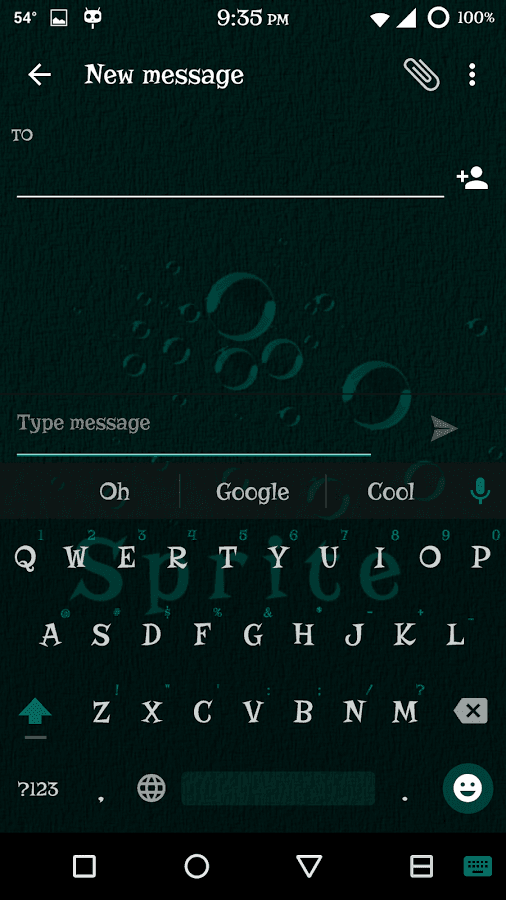 54° 9:35 PM 100%
New message
TO
Type message
Oh Google Cool
1 2 3 4 5 6 7 8 9 0
Q W E R T Y U I O P
Sprite
@ # $ % & * - + -
A S D F G H J K L
! " ' : ; / ?
Z X C V B N M
?123 , .